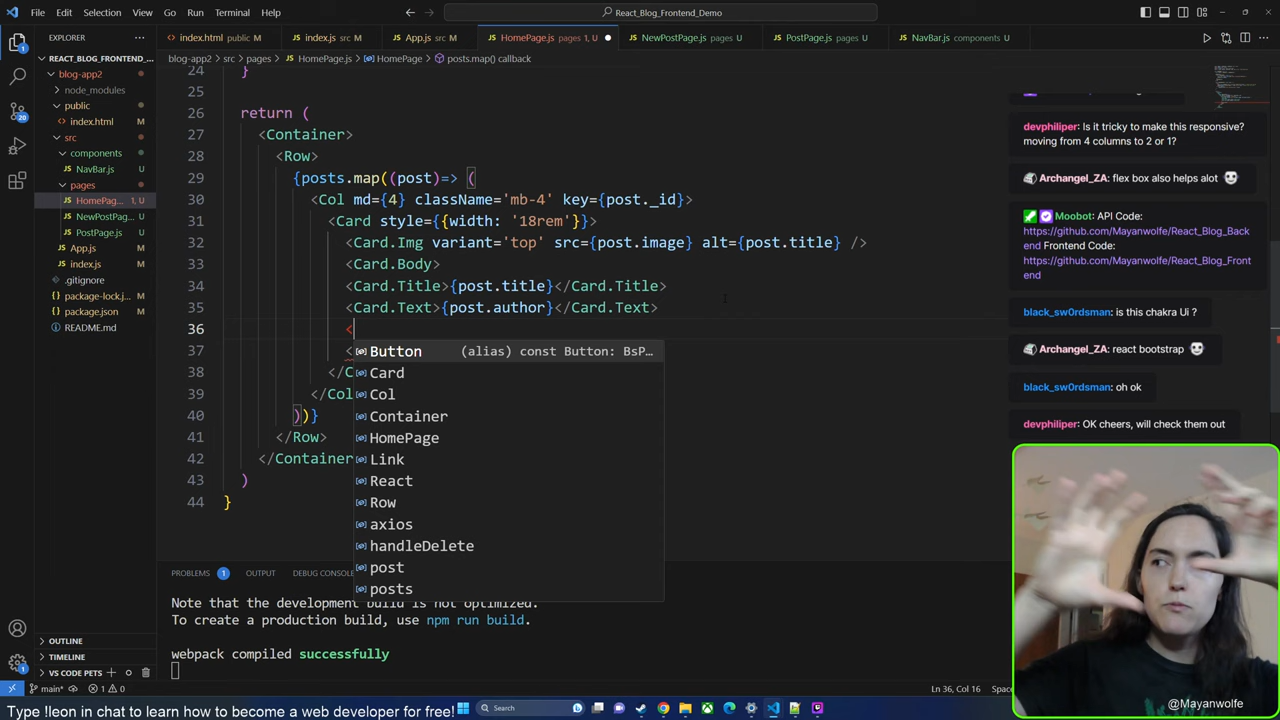 File Edit Selection View Go Run Terminal Help
React_Blog_Frontend_Demo
EXPLORER
REACT_BLOG_FRONTEND_...
blog-app2
node_modules
public
index.html U
src
components
NavBar.js U
pages
HomePag... 1, U
NewPostPag... U
PostPage.js U
App.js U
index.js U
.gitignore
package-lock.j... U
package.json U
README.md
OUTLINE
TIMELINE
VS CODE PETS
index.html public M
index.js src M
App.js src M
HomePage.js pages 1, U
NewPostPage.js pages U
PostPage.js pages U
NavBar.js components U
blog-app2 > src > pages > HomePage.js > HomePage > posts.map() callback
24 }
25
26 return (
27 <Container>
28 <Row>
29 {posts.map((post)=> (
30 <Col md={4} className='mb-4' key={post._id}>
31 <Card style={{width: '18rem'}}>
32 <Card.Img variant='top' src={post.image} alt={post.title} />
33 <Card.Body>
34 <Card.Title>{post.title}</Card.Title>
35 <Card.Text>{post.author}</Card.Text>
36 <
37 <
38 </C
39 </Col
40 ))}
41 </Row>
42 </Container
43 )
44 }
Button (alias) const Button: BsP...
Card
Col
Container
HomePage
Link
React
Row
axios
handleDelete
post
posts
PROBLEMS 1 OUTPUT DEBUG CONSOLE
Note that the development build is not optimized.
To create a production build, use npm run build.
webpack compiled successfully
devphiliper: Is it tricky to make this responsive?
moving from 4 columns to 2 or 1?
Archangel_ZA: flex box also helps alot
Moobot: API Code:
https://github.com/Mayanwolfe/React_Blog_Back
end Frontend Code:
https://github.com/Mayanwolfe/React_Blog_Front
end
black_sw0rdsman: is this chakra Ui ?
Archangel_ZA: react bootstrap
black_sw0rdsman: oh ok
devphiliper: OK cheers, will check them out
@Mayanwolfe
main* 1 0
Ln 36, Col 16
Type !leon in chat to learn how to become a web developer for free!
Search